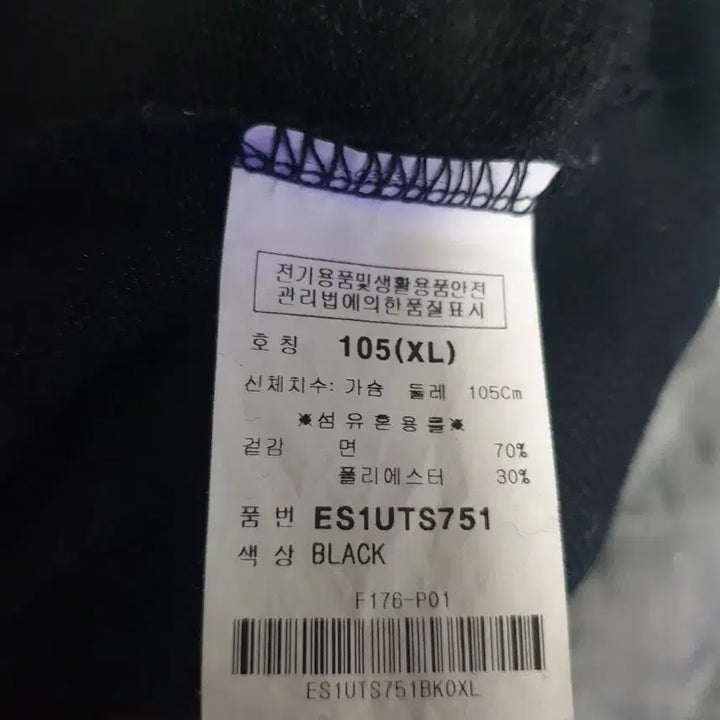 전기용품및생활용품안전
관리법에의한품질표시
호 칭 105(XL)
신체치수: 가슴 둘레 105Cm
※섬유혼용률※
겉감 면 70%
폴리에스터 30%
품 번 ES1UTS751
색 상 BLACK
F176-P01
ES1UTS751BK0XL